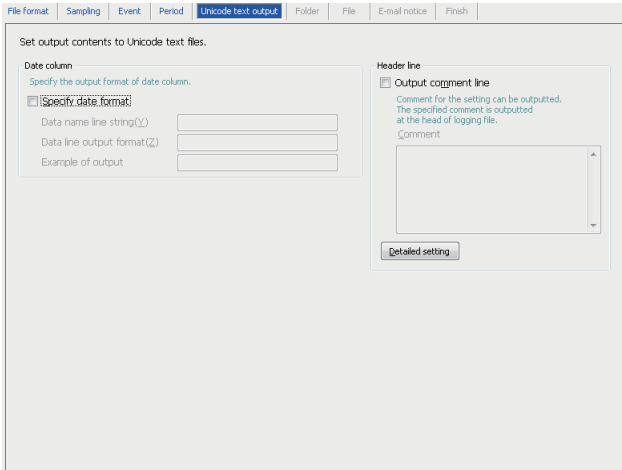 File format Sampling Event Period Unicode text output Folder File E-mail notice Finish
Set output contents to Unicode text files.
Date column
Specify the output format of date column.
Specify date format
Data name line string(Y)
Data line output format(Z)
Example of output
Header line
Output comment line
Comment for the setting can be outputted.
The specified comment is outputted
at the head of logging file.
Comment
Detailed setting